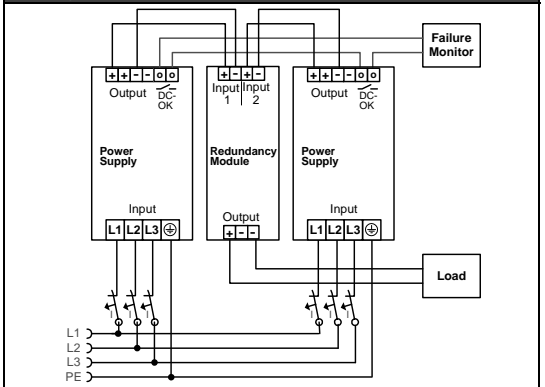 Failure
Monitor
+ + - - o o
+ - + -
+ + - - o o
Output
DC-
OK
Input Input
1 2
Output
DC-
OK
Power
Supply
Redundancy
Module
Power
Supply
Input
L1 L2 L3
Output
+ - -
Input
L1 L2 L3
Load
I I I
I I I
L1
L2
L3
PE